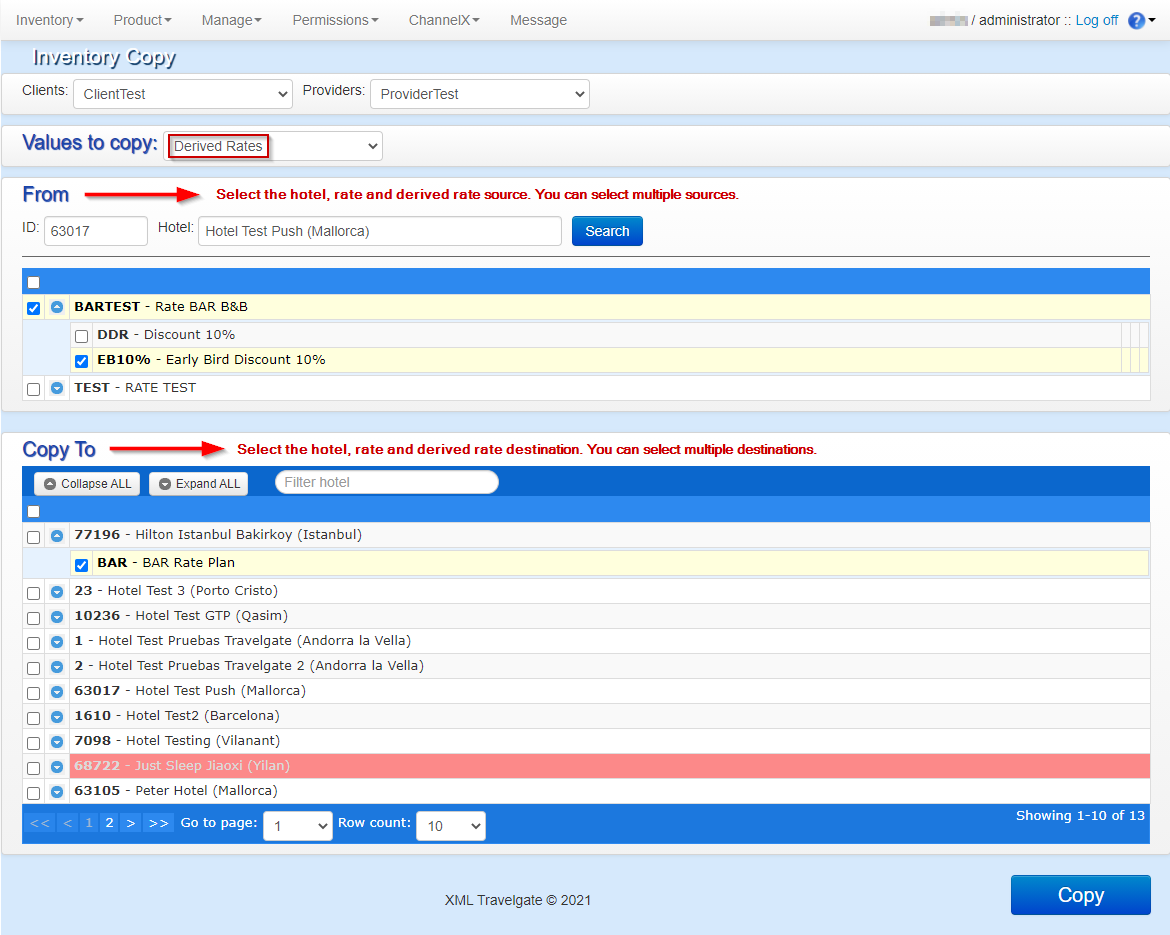 Inventory Product Manage Permissions ChannelX Message / administrator :: Log off ?
Inventory Copy
Clients: ClientTest Providers: ProviderTest
Values to copy: Derived Rates
From Select the hotel, rate and derived rate source. You can select multiple sources.
ID: 63017 Hotel: Hotel Test Push (Mallorca) Search
BARTEST - Rate BAR B&B
DDR - Discount 10%
EB10% - Early Bird Discount 10%
TEST - RATE TEST
Copy To Select the hotel, rate and derived rate destination. You can select multiple destinations.
Collapse ALL Expand ALL Filter hotel
77196 - Hilton Istanbul Bakirkoy (Istanbul)
BAR - BAR Rate Plan
23 - Hotel Test 3 (Porto Cristo)
10236 - Hotel Test GTP (Qasim)
1 - Hotel Test Pruebas Travelgate (Andorra la Vella)
2 - Hotel Test Pruebas Travelgate 2 (Andorra la Vella)
63017 - Hotel Test Push (Mallorca)
1610 - Hotel Test2 (Barcelona)
7098 - Hotel Testing (Vilanant)
68722 - Just Sleep Jiaoxi (Yilan)
63105 - Peter Hotel (Mallorca)
<< < 1 2 > >> Go to page: 1 Row count: 10 Showing 1-10 of 13
XML Travelgate © 2021 Copy